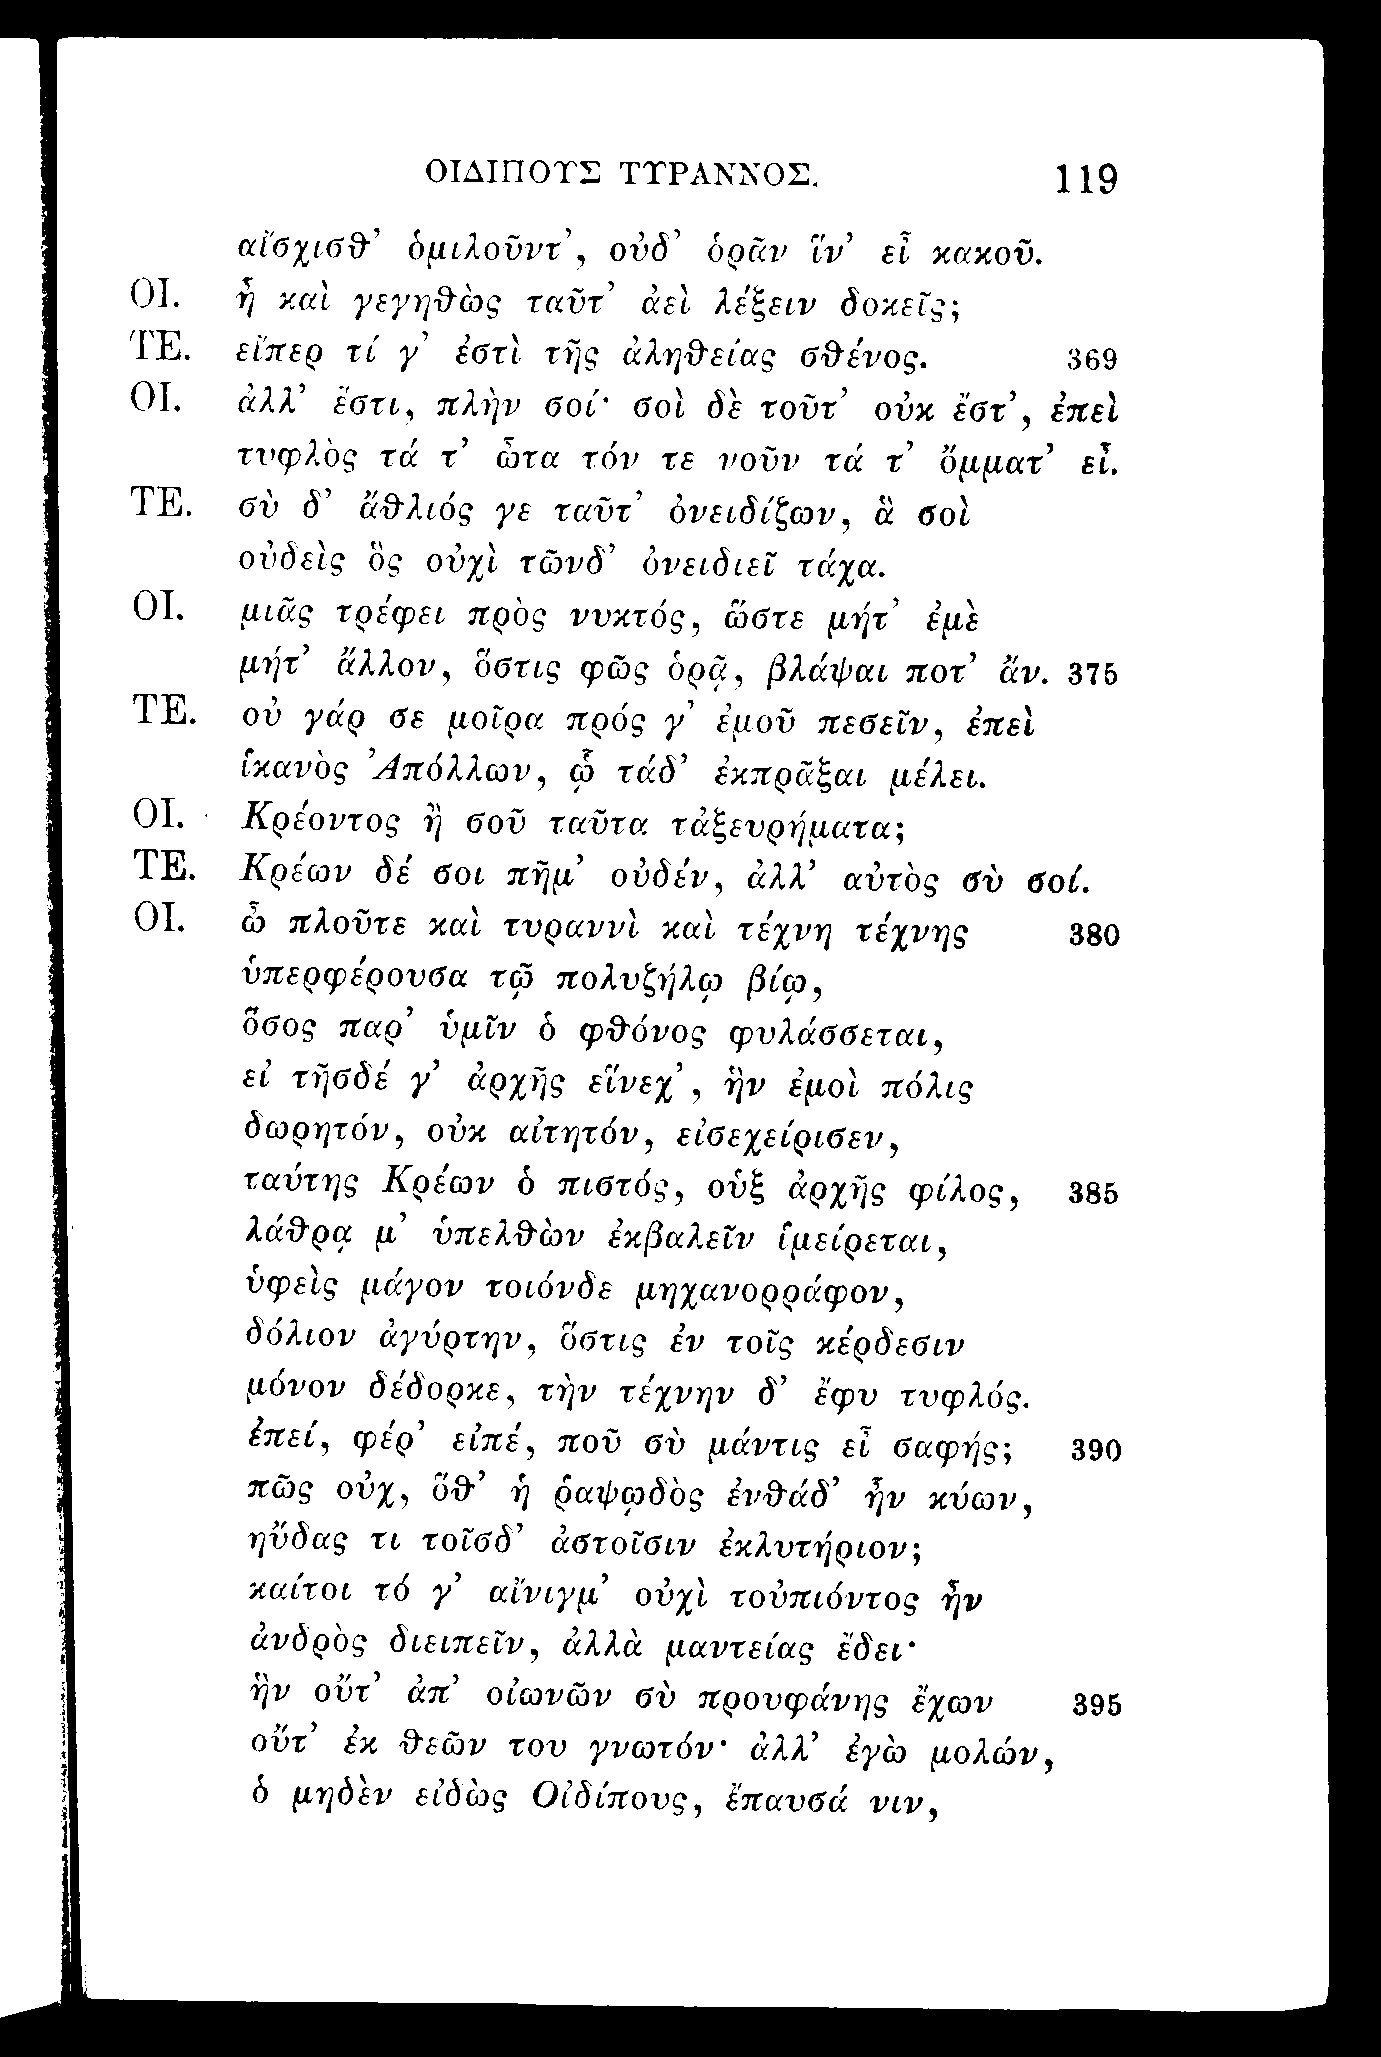 ΟΙΔΙΠΟΥΣ ΤΥΡΑΝΝΟΣ. 119
αἴσχισθ’ ὁμιλοῦντ’, οὐδ’ ὁρᾶν ἵν’ εἶ κακοῦ.
ΟΙ. ἦ καὶ γεγηθὼς ταῦτ’ ἀεὶ λέξειν δοκεῖς;
ΤΕ. εἴπερ τί γ’ ἐστὶ τῆς ἀληθείας σθένος. 369
ΟΙ. ἀλλ’ ἔστι, πλὴν σοί· σοὶ δὲ τοῦτ’ οὐκ ἔστ’, ἐπεὶ
τυφλὸς τά τ’ ὦτα τόν τε νοῦν τά τ’ ὄμματ’ εἶ.
ΤΕ. σὺ δ’ ἄθλιός γε ταῦτ’ ὀνειδίζων, ἃ σοὶ
οὐδεὶς ὃς οὐχὶ τῶνδ’ ὀνειδιεῖ τάχα.
ΟΙ. μιᾶς τρέφει πρὸς νυκτός, ὥστε μήτ’ ἐμὲ
μήτ’ ἄλλον, ὅστις φῶς ὁρᾷ, βλάψαι ποτ’ ἄν. 375
ΤΕ. οὐ γάρ σε μοῖρα πρός γ’ ἐμοῦ πεσεῖν, ἐπεὶ
ἱκανὸς Ἀπόλλων, ᾧ τάδ’ ἐκπρᾶξαι μέλει.
ΟΙ. Κρέοντος ἢ σοῦ ταῦτα τἀξευρήματα;
ΤΕ. Κρέων δέ σοι πῆμ’ οὐδέν, ἀλλ’ αὐτὸς σὺ σοί.
ΟΙ. ὦ πλοῦτε καὶ τυραννὶ καὶ τέχνη τέχνης 380
ὑπερφέρουσα τῷ πολυζήλῳ βίῳ,
ὅσος παρ’ ὑμῖν ὁ φθόνος φυλάσσεται,
εἰ τῆσδέ γ’ ἀρχῆς εἵνεχ’, ἣν ἐμοὶ πόλις
δωρητόν, οὐκ αἰτητόν, εἰσεχείρισεν,
ταύτης Κρέων ὁ πιστός, οὑξ ἀρχῆς φίλος, 385
λάθρᾳ μ’ ὑπελθὼν ἐκβαλεῖν ἱμείρεται,
ὑφεὶς μάγον τοιόνδε μηχανορράφον,
δόλιον ἀγύρτην, ὅστις ἐν τοῖς κέρδεσιν
μόνον δέδορκε, τὴν τέχνην δ’ ἔφυ τυφλός.
ἐπεί, φέρ’ εἰπέ, ποῦ σὺ μάντις εἶ σαφής; 390
πῶς οὐχ, ὅθ’ ἡ ῥαψῳδὸς ἐνθάδ’ ἦν κύων,
ηὔδας τι τοῖσδ’ ἀστοῖσιν ἐκλυτήριον;
καίτοι τό γ’ αἴνιγμ’ οὐχὶ τοὐπιόντος ἦν
ἀνδρὸς διειπεῖν, ἀλλὰ μαντείας ἔδει·
ἣν οὔτ’ ἀπ’ οἰωνῶν σὺ προυφάνης ἔχων 395
οὔτ’ ἐκ θεῶν του γνωτόν· ἀλλ’ ἐγὼ μολών,
ὁ μηδὲν εἰδὼς Οἰδίπους, ἔπαυσά νιν,